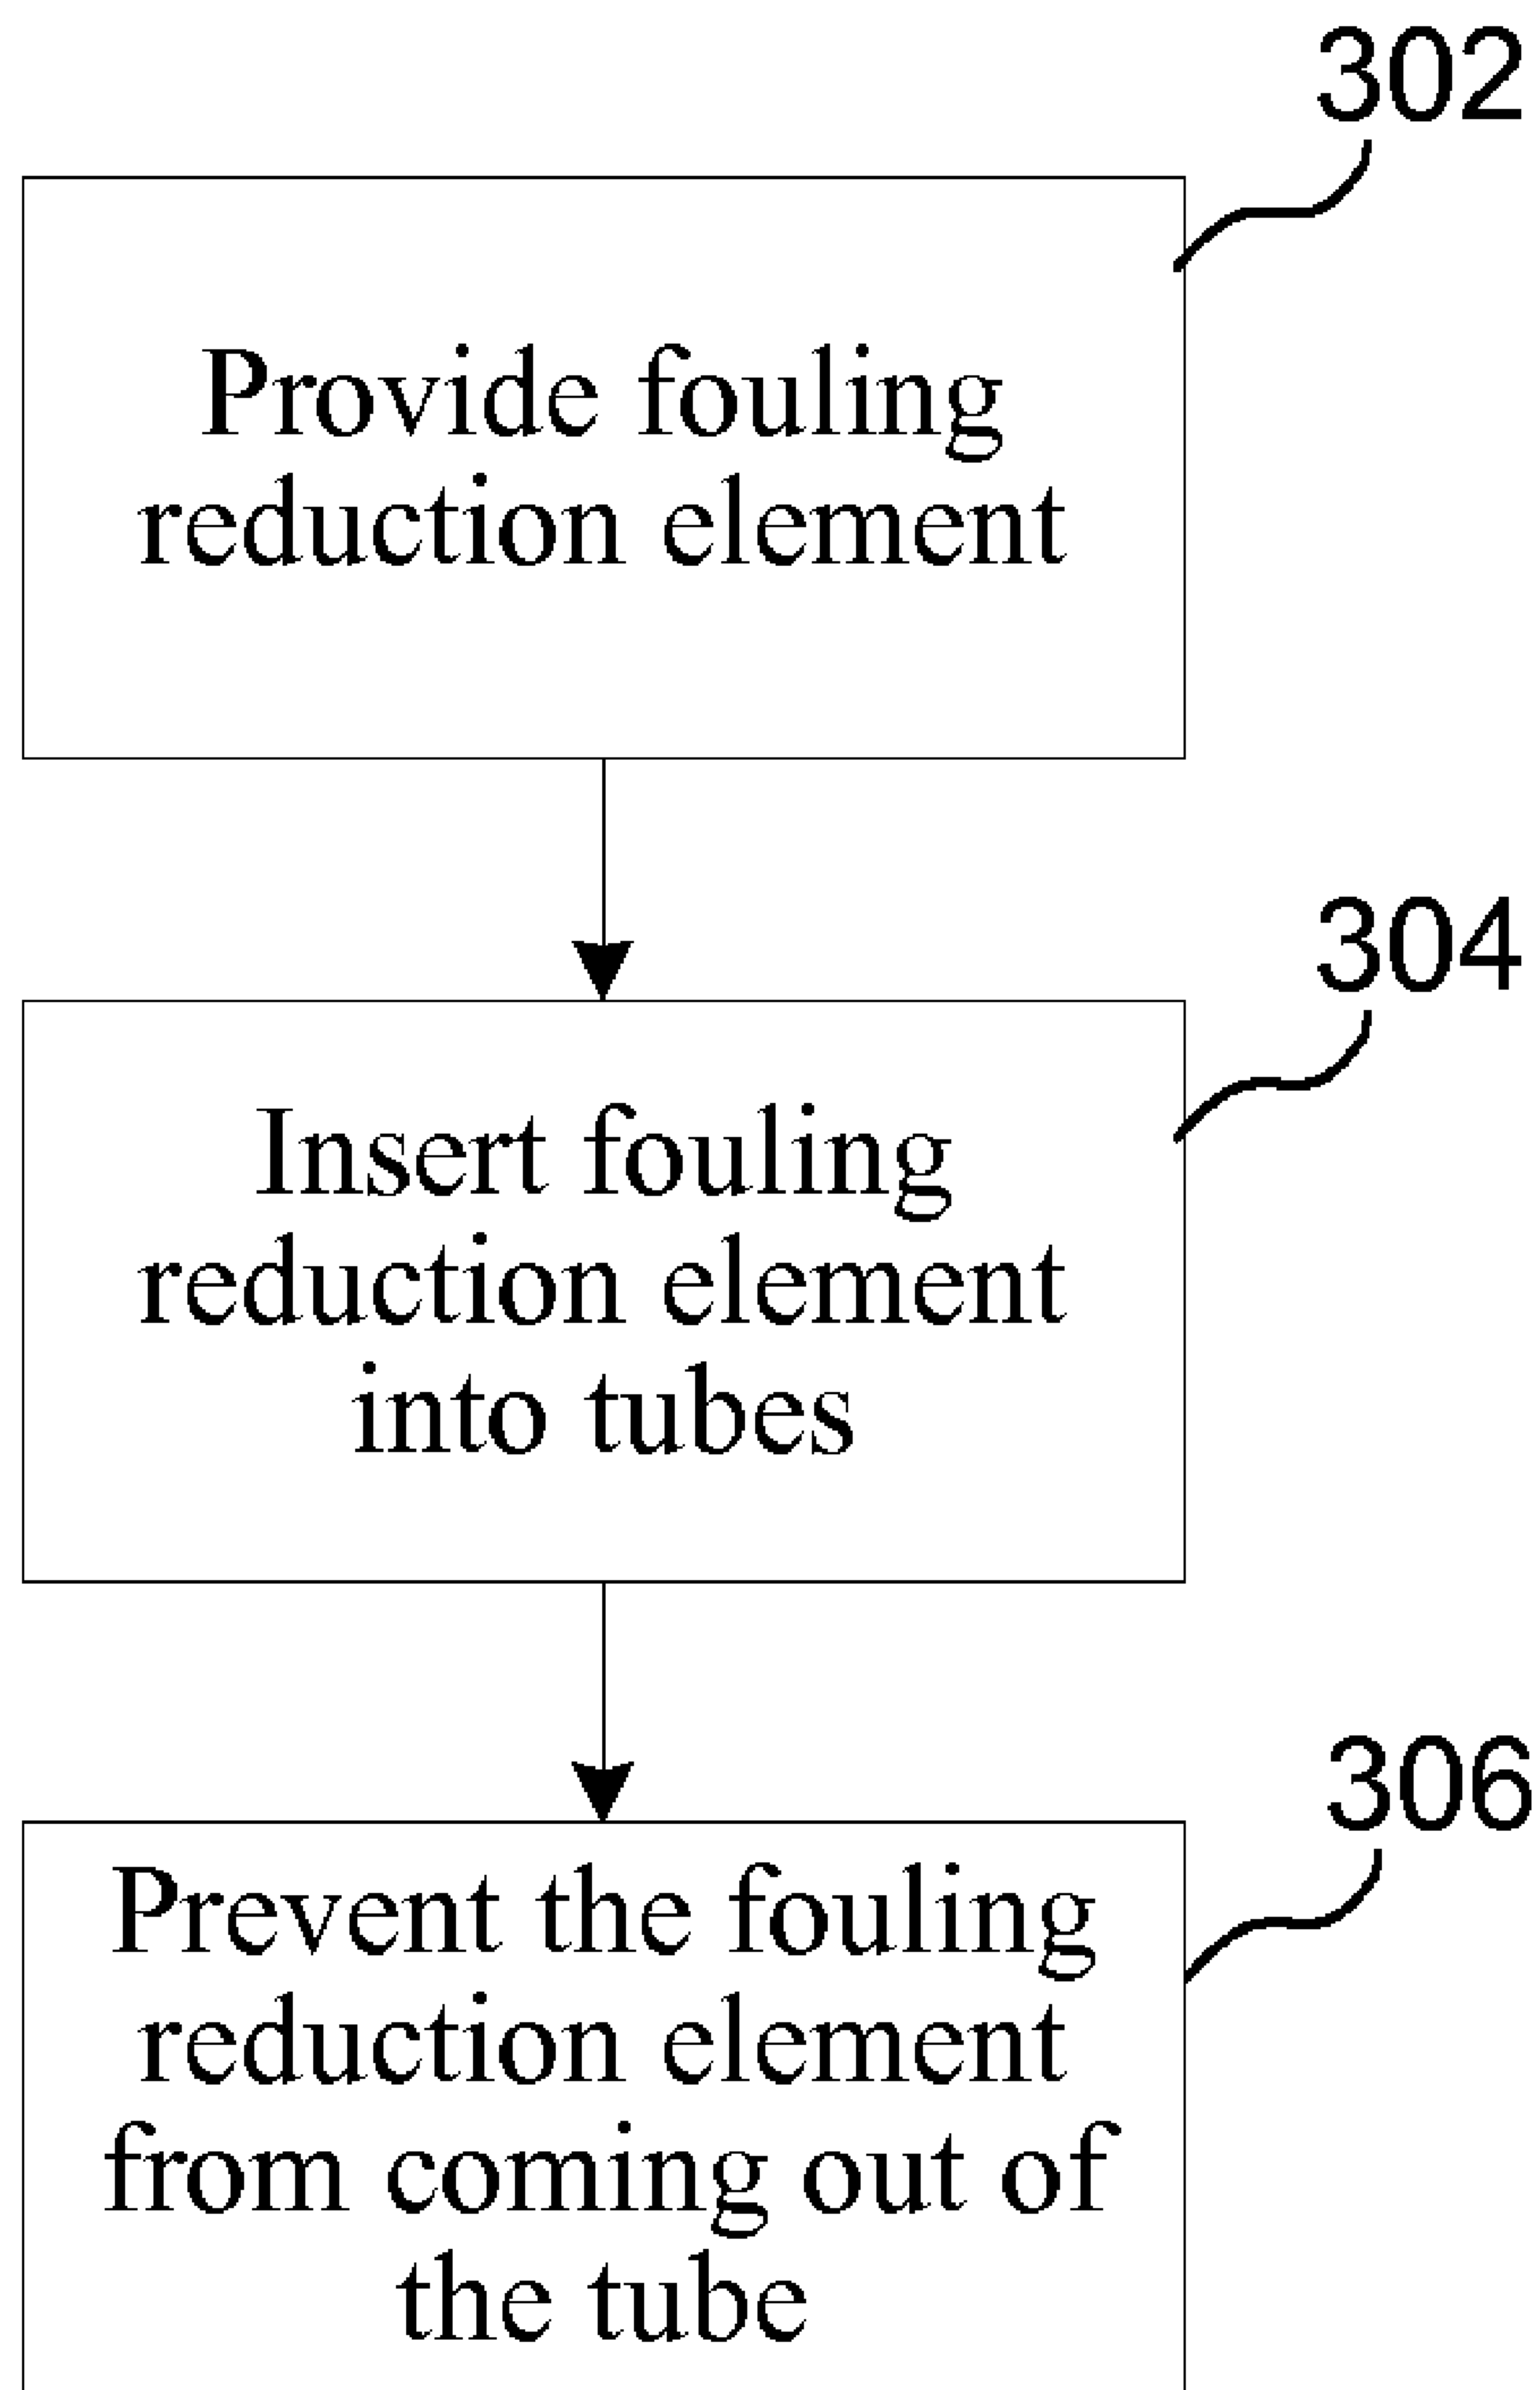 302
Provide fouling
reduction element
304
Insert fouling
reduction element
into tubes
306
Prevent the fouling
reduction element
from coming out of
the tube